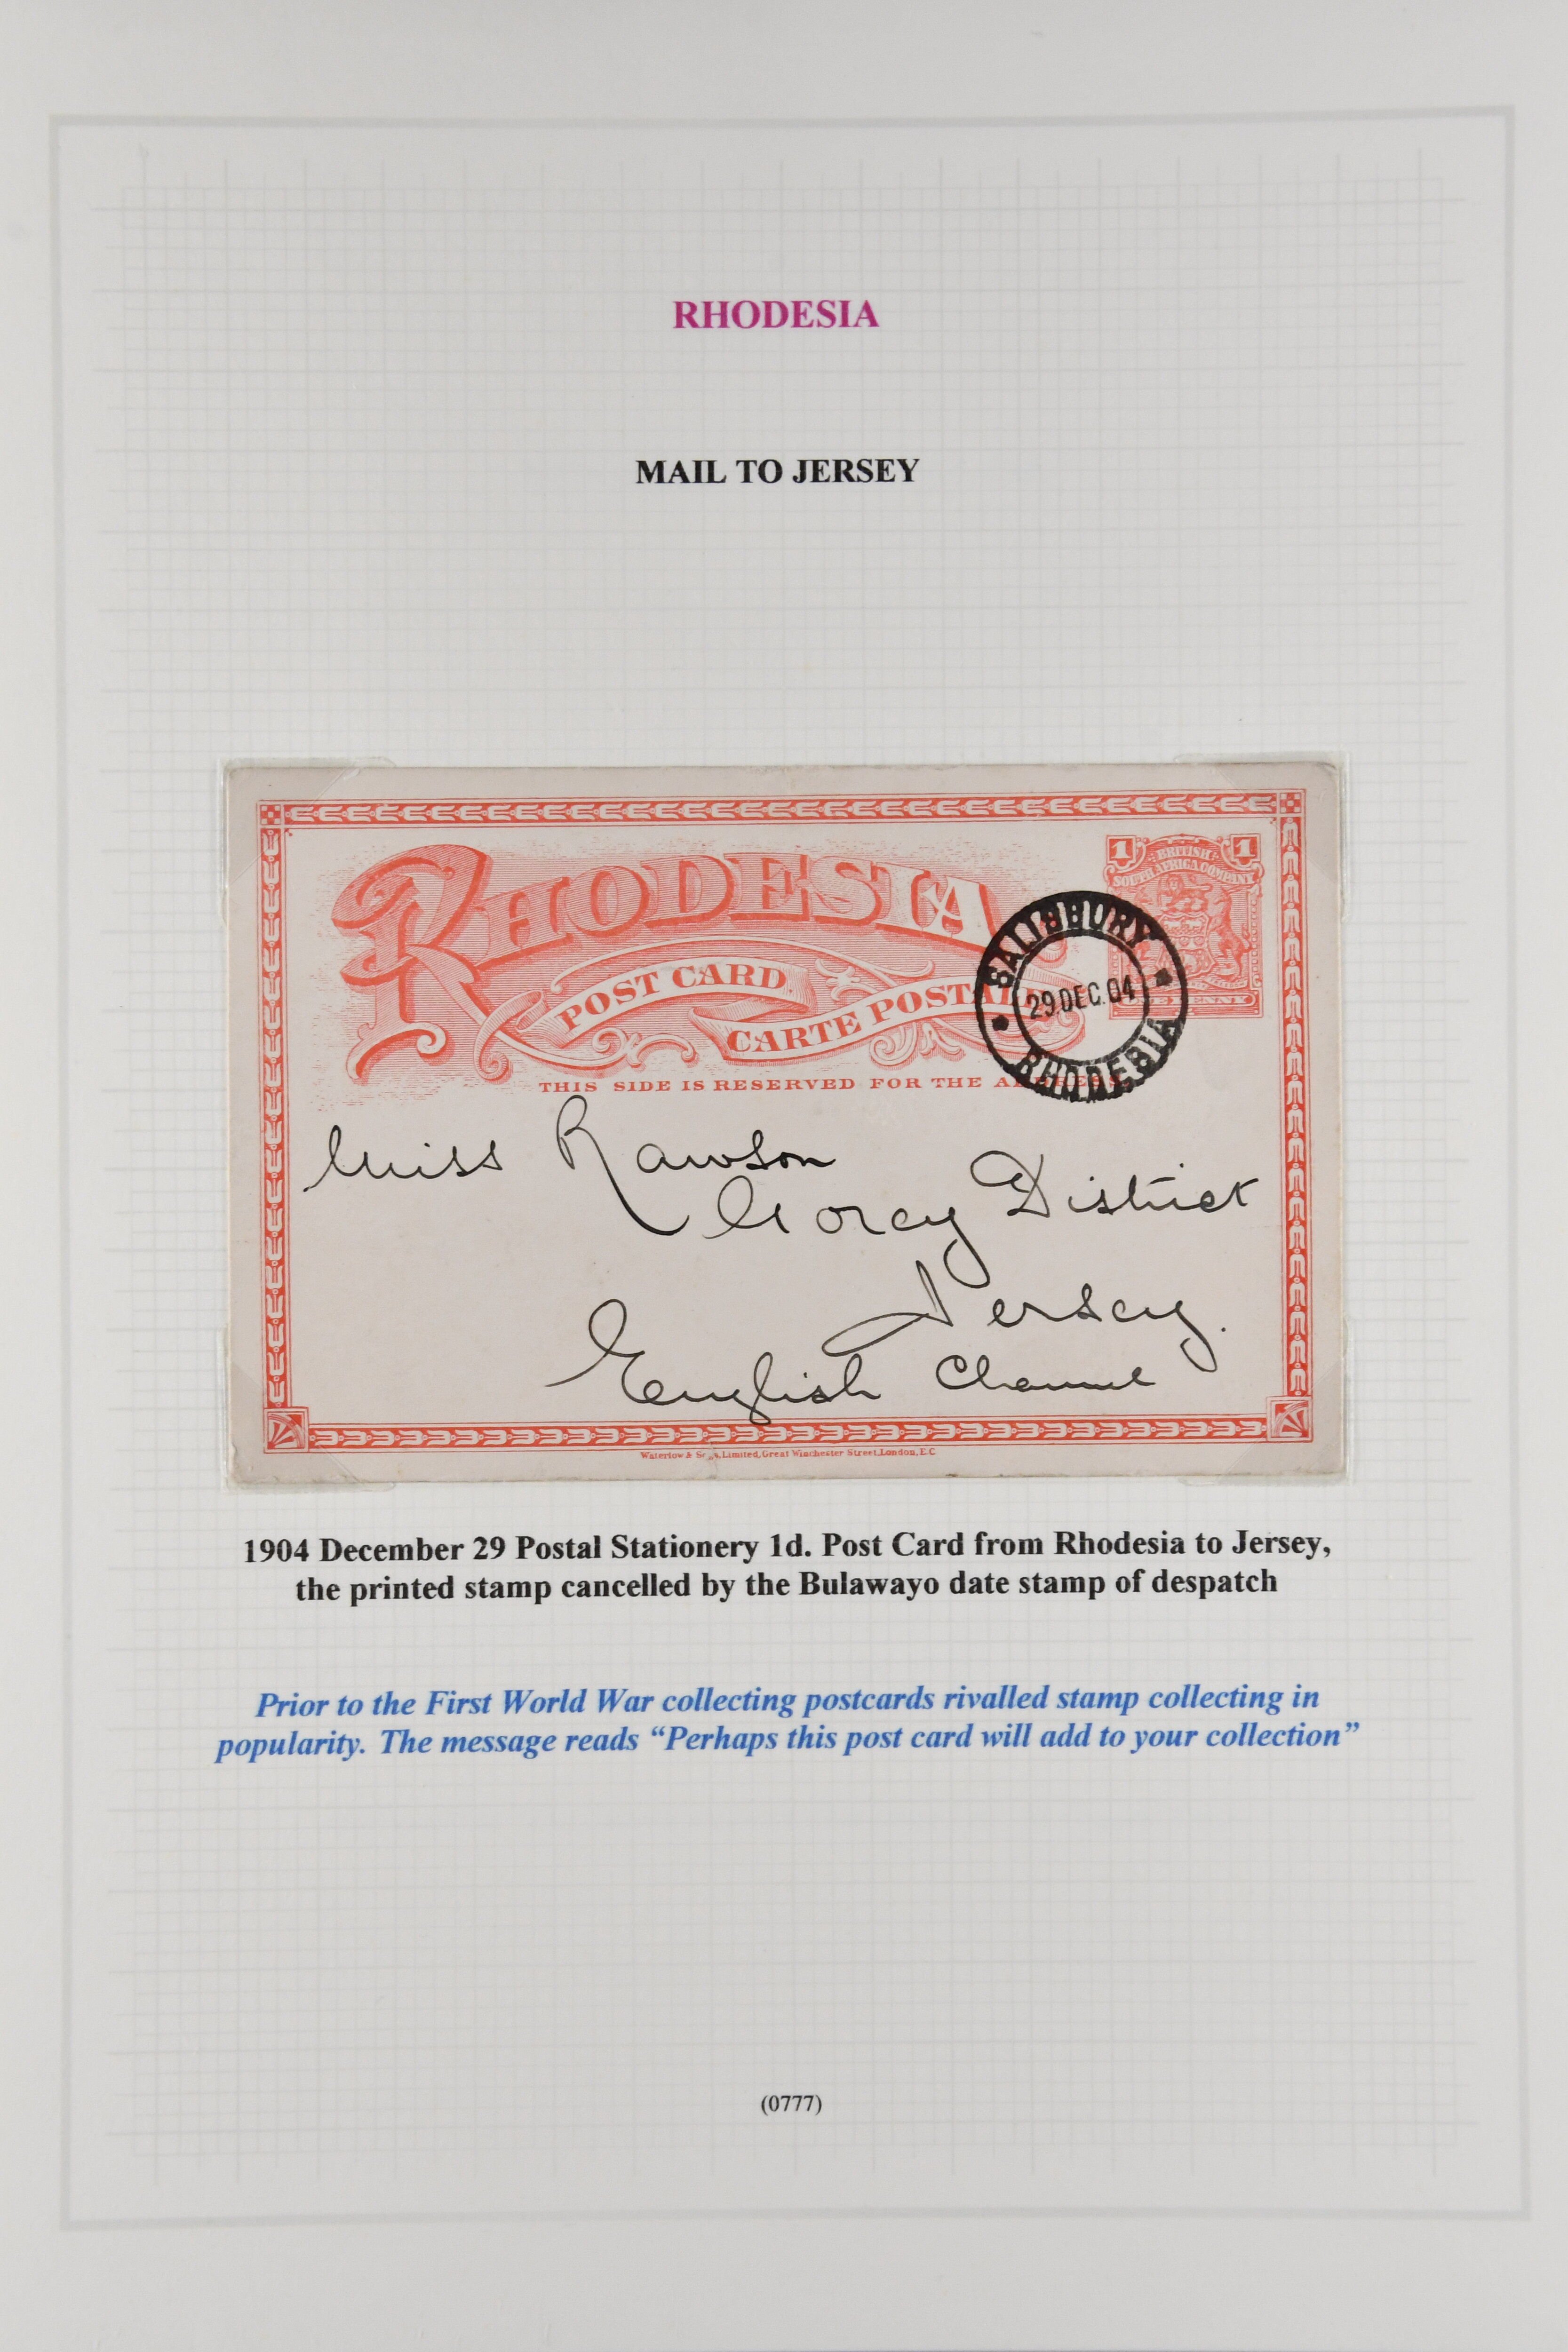 RHODESIA
MAIL TO JERSEY
RHODESIA
POST CARD
CARTE POSTALE
THIS SIDE IS RESERVED FOR THE ADDRESS
1 BRITISH 1
SOUTH AFRICA COMPANY
PENNY
SALISBURY
29 DEC. 04
RHODESIA
Miss Rawson
Gorey District
Jersey.
English Channel
Waterlow & Sons, Limited, Great Winchester Street, London, E.C
1904 December 29 Postal Stationery 1d. Post Card from Rhodesia to Jersey,
the printed stamp cancelled by the Bulawayo date stamp of despatch
Prior to the First World War collecting postcards rivalled stamp collecting in
popularity. The message reads “Perhaps this post card will add to your collection”
(0777)